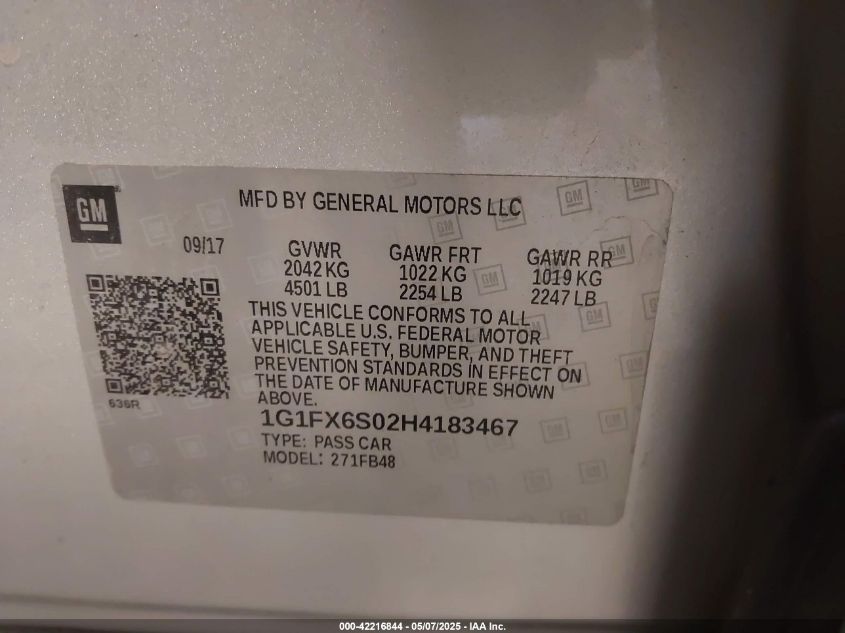 GM
MFD BY GENERAL MOTORS LLC
09/17
GVWR
2042 KG
4501 LB
GAWR FRT
1022 KG
2254 LB
GAWR RR
1019 KG
2247 LB
THIS VEHICLE CONFORMS TO ALL
APPLICABLE U.S. FEDERAL MOTOR
VEHICLE SAFETY, BUMPER, AND THEFT
PREVENTION STANDARDS IN EFFECT ON
THE DATE OF MANUFACTURE SHOWN
ABOVE.
636R
1G1FX6S02H4183467
TYPE: PASS CAR
MODEL: 271FB48
000-42216844 — 05/07/2025 — IAA Inc.